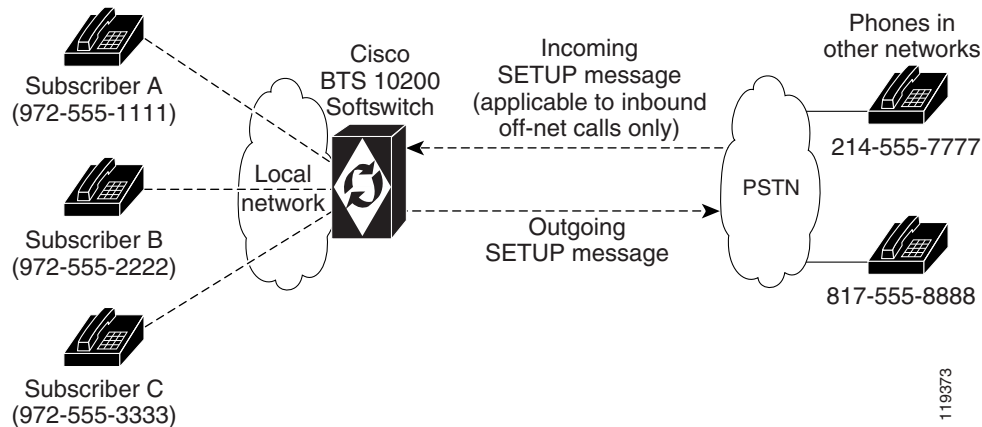 Subscriber A
(972-555-1111)
Subscriber B
(972-555-2222)
Subscriber C
(972-555-3333)
Cisco
BTS 10200
Softswitch
Local
network
Incoming
SETUP message
(applicable to inbound
off-net calls only)
Outgoing
SETUP message
PSTN
Phones in
other networks
214-555-7777
817-555-8888
119373